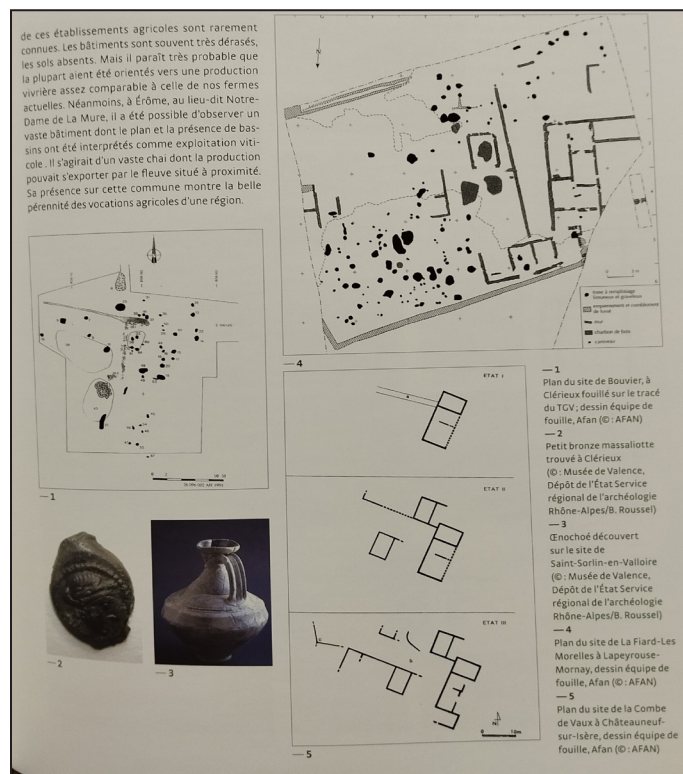 de ces établissements agricoles sont rarement
connues. Les bâtiments sont souvent très dérasés,
les sols absents. Mais il paraît très probable que
la plupart aient été orientés vers une production
vivrière assez comparable à celle de nos fermes
actuelles. Néanmoins, à Érôme, au lieu-dit Notre-
Dame de La Mure, il a été possible d'observer un
vaste bâtiment dont le plan et la présence de bas-
sins ont été interprétés comme exploitation viti-
cole . Il s'agirait d'un vaste chai dont la production
pouvait s'exporter par le fleuve situé à proximité.
Sa présence sur cette commune montre la belle
pérennité des vocations agricoles d'une région.
— 1
— 2
— 3
N
fosse à remplissage
limoneux et graveleux
mur
charbon de bois
— 4
ETAT I
ETAT II
ETAT III
N
10m
— 5
— 1
Plan du site de Bouvier, à
Clérieux fouillé sur le tracé
du TGV ; dessin équipe de
fouille, Afan (© : AFAN)
— 2
Petit bronze massaliotte
trouvé à Clérieux
(© : Musée de Valence,
Dépôt de l'État Service
régional de l'archéologie
Rhône-Alpes/B. Roussel)
— 3
Œnochoé découvert
sur le site de
Saint-Sorlin-en-Valloire
(© : Musée de Valence,
Dépôt de l'État Service
régional de l'archéologie
Rhône-Alpes/B. Roussel)
— 4
Plan du site de La Fiard-Les
Morelles à Lapeyrouse-
Mornay, dessin équipe de
fouille, Afan (© : AFAN)
— 5
Plan du site de la Combe
de Vaux à Châteauneuf-
sur-Isère, dessin équipe de
fouille, Afan (© : AFAN)